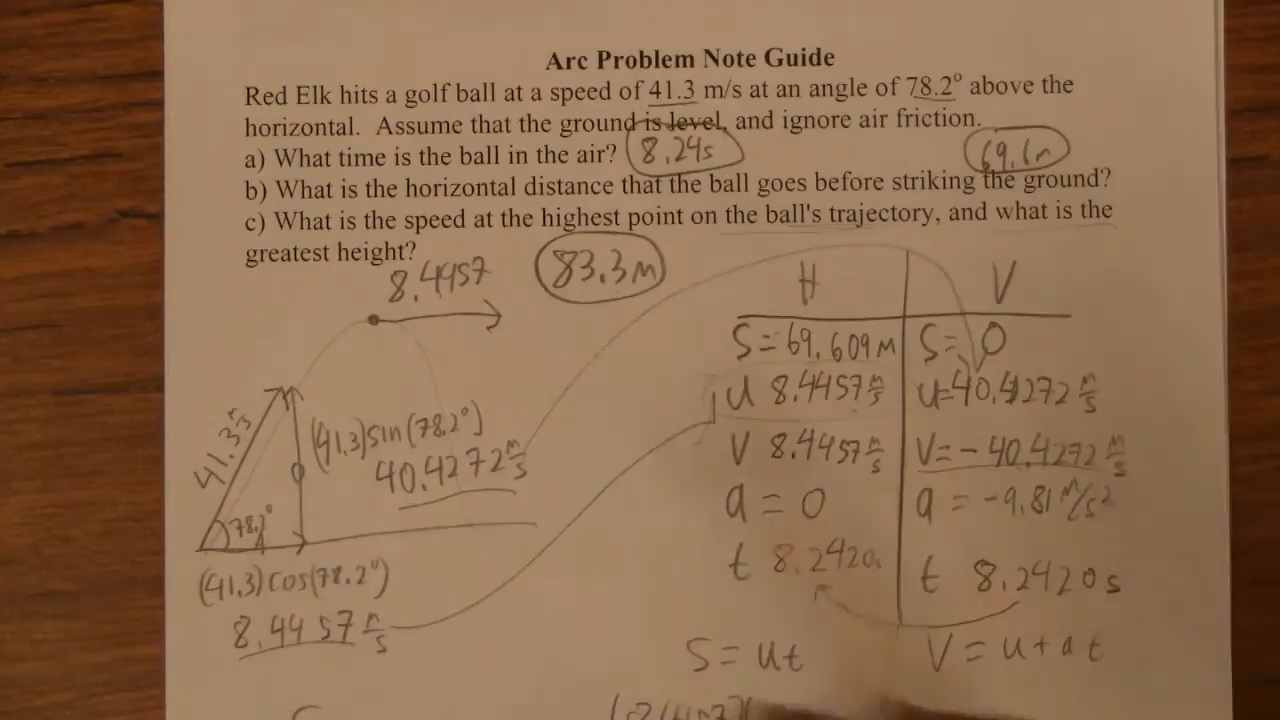 Arc Problem Note Guide
Red Elk hits a golf ball at a speed of 41.3 m/s at an angle of 78.2° above the
horizontal. Assume that the ground is level, and ignore air friction.
a) What time is the ball in the air? 8.24s
69.6m
b) What is the horizontal distance that the ball goes before striking the ground?
c) What is the speed at the highest point on the ball's trajectory, and what is the
greatest height? 83.3m
8.4457
H V
S=69.609m S=0
u 8.4457 m/s u=40.4272 m/s
V 8.4457 m/s V=-40.4272 m/s
a=0 a=-9.81 m/s²
t 8.2420s t 8.2420s
S=ut V=u+at
41.3 m/s
(41.3)sin(78.2°)
40.4272 m/s
78.2°
(41.3)cos(78.2°)
8.4457 m/s